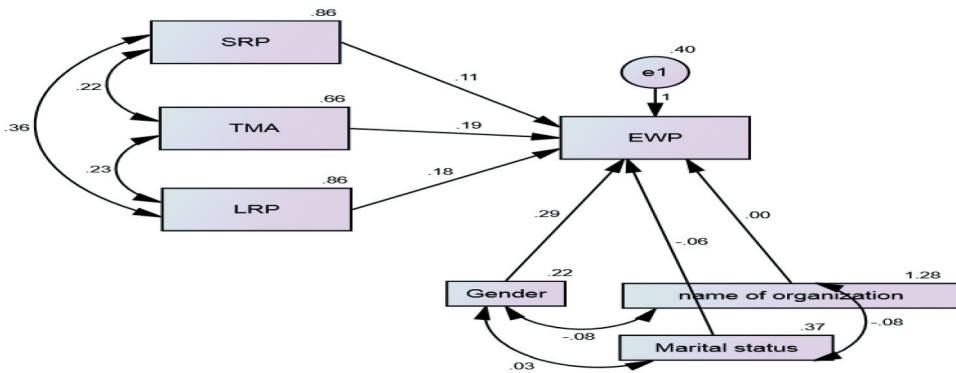 .86
SRP
.40
e1
.11
.22
.66
1
.36
TMA
.19
EWP
.23
.86
.18
LRP
.29
.00
-.06
.22
1.28
Gender
name of organization
.37
-.08
-.08
Marital status
.03